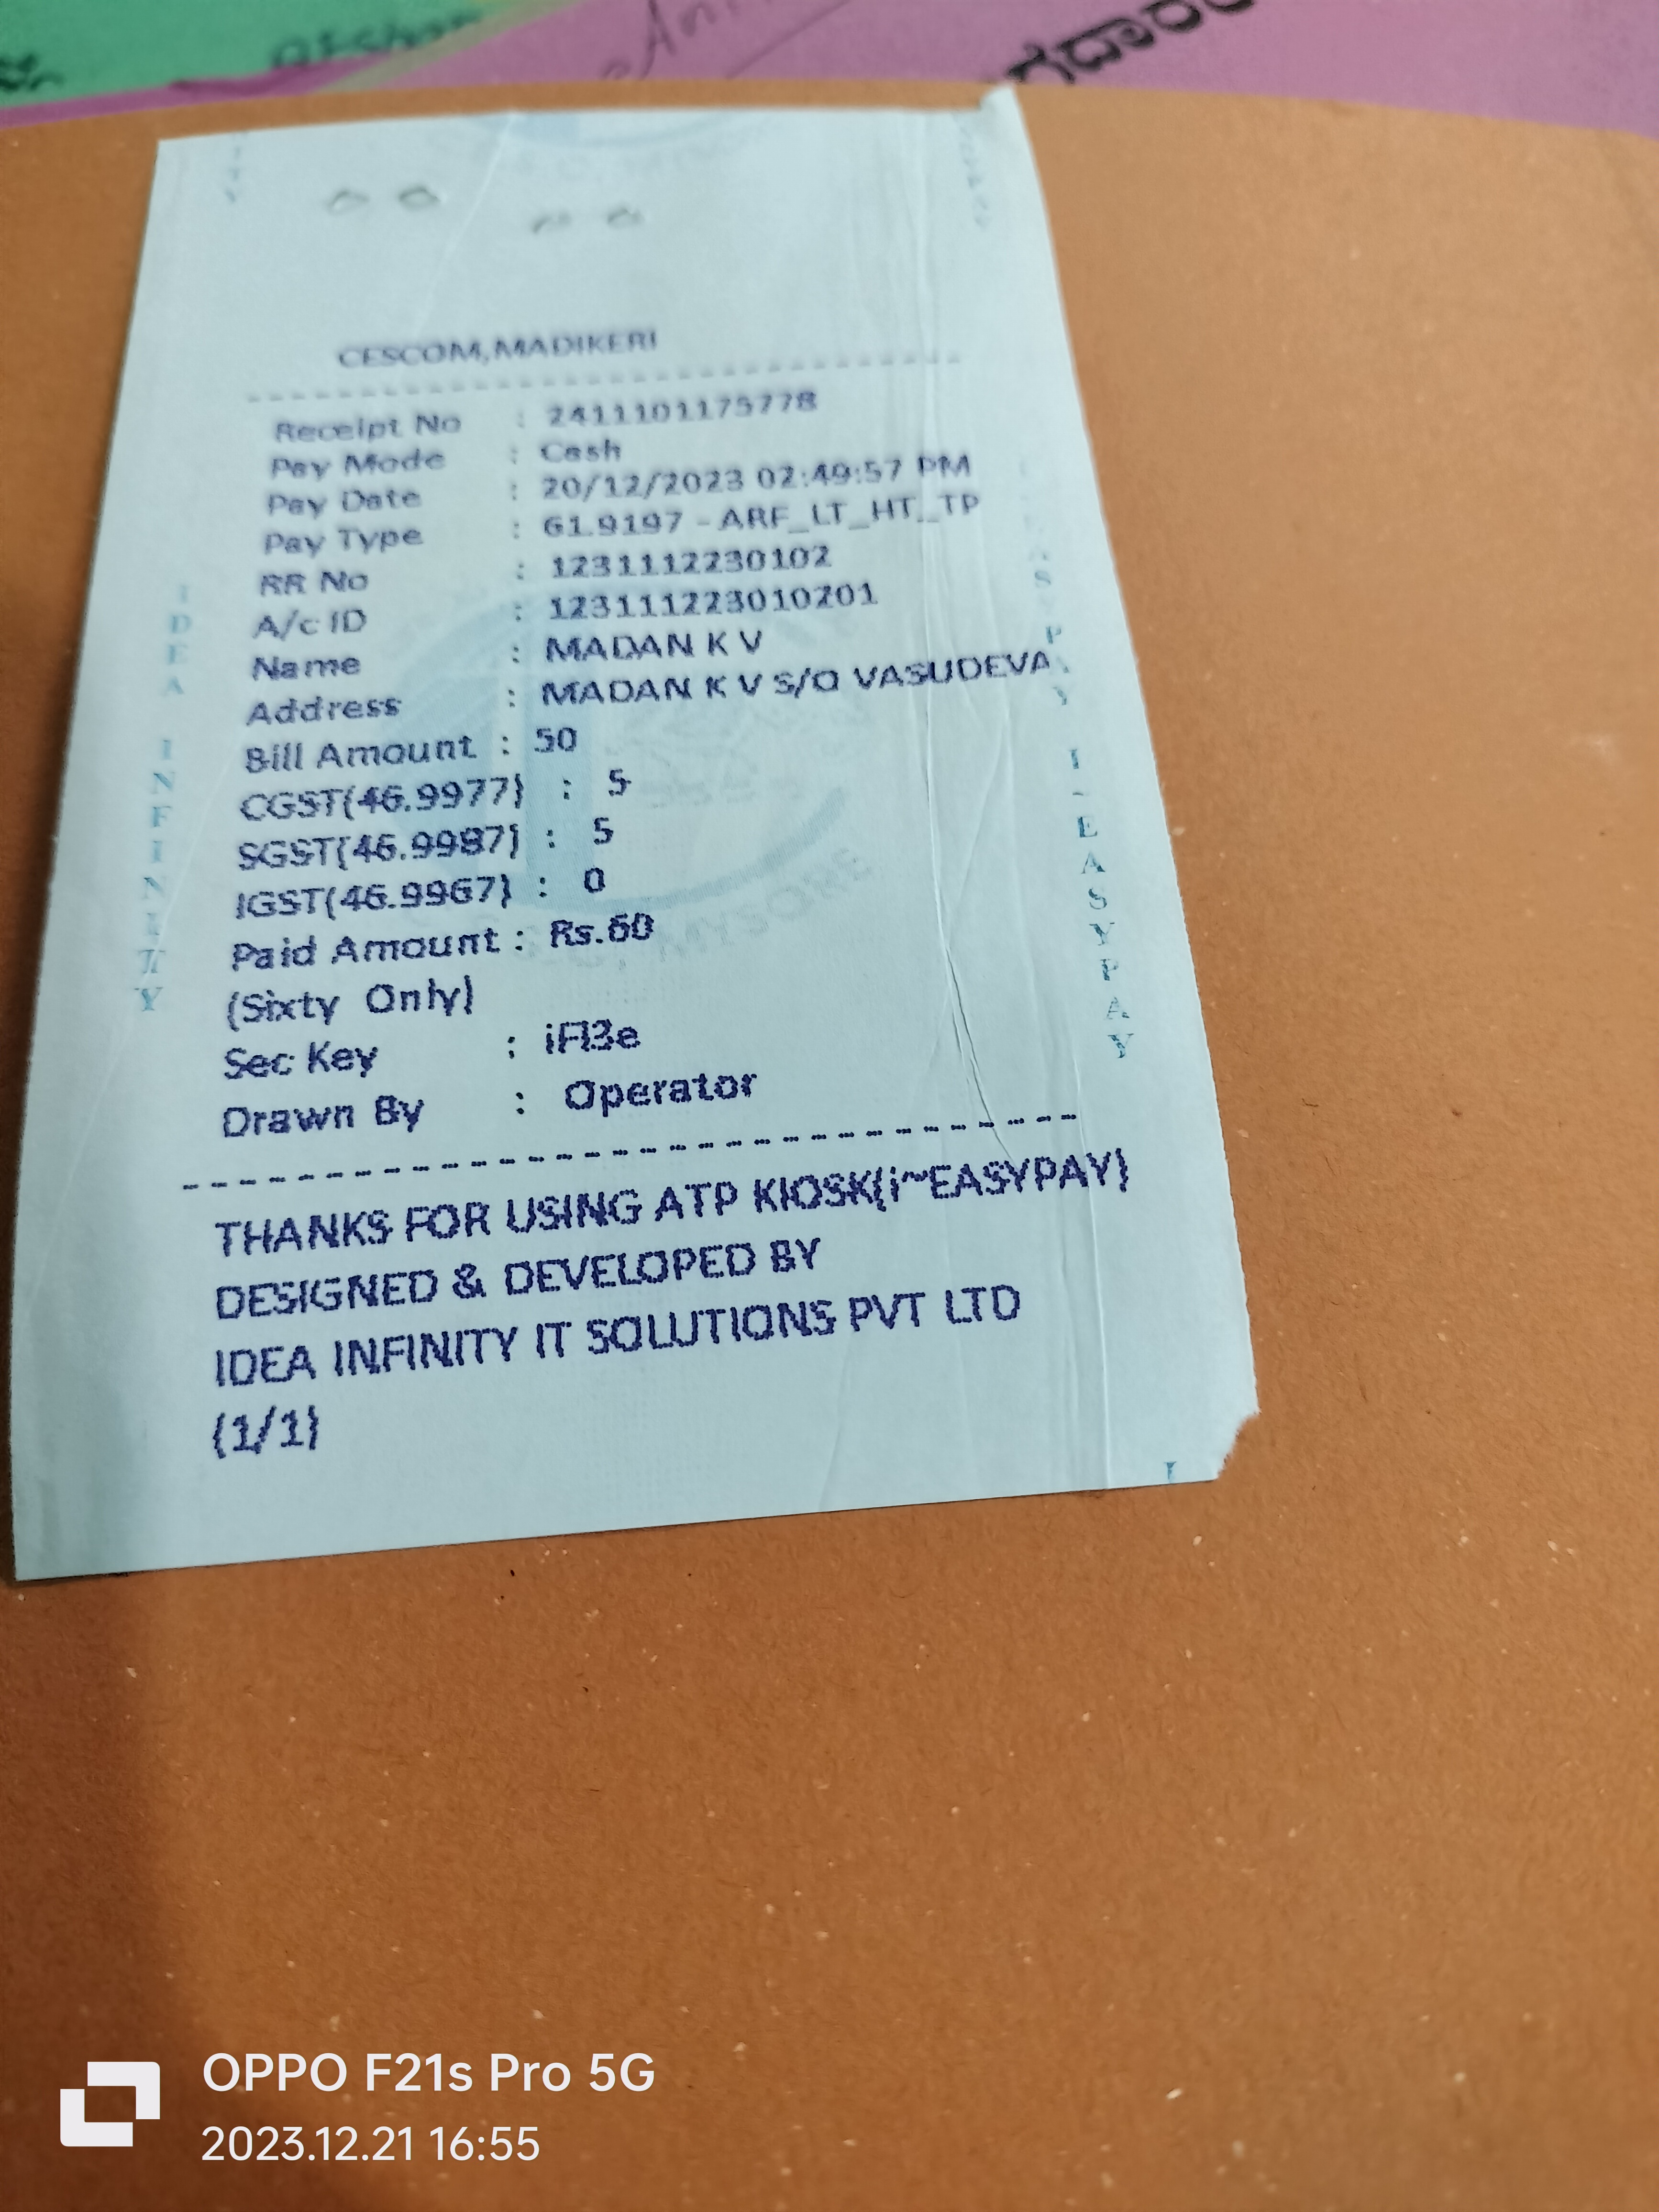 ಗೆದಾರರ
CESCOM,MADIKERI
Receipt No : 2411101175778
Pay Mode : Cash
Pay Date : 20/12/2023 02:49:57 PM
Pay Type : 61.9197 - ARF_LT_HT_TP
RR No : 1231112230102
A/c ID : 123111223010201
Name : MADAN K V
Address : MADAN K V S/O VASUDEVA
Bill Amount : 50
CGST(46.9977) : 5
SGST(46.9987) : 5
IGST(46.9967) : 0
Paid Amount : Rs.60
(Sixty Only)
Sec Key : iFl3e
Drawn By : Operator
THANKS FOR USING ATP KIOSK(i~EASYPAY)
DESIGNED & DEVELOPED BY
IDEA INFINITY IT SOLUTIONS PVT LTD
(1/1)
IDEA INFINITY
I-EASYPAY
OPPO F21s Pro 5G
2023.12.21 16:55